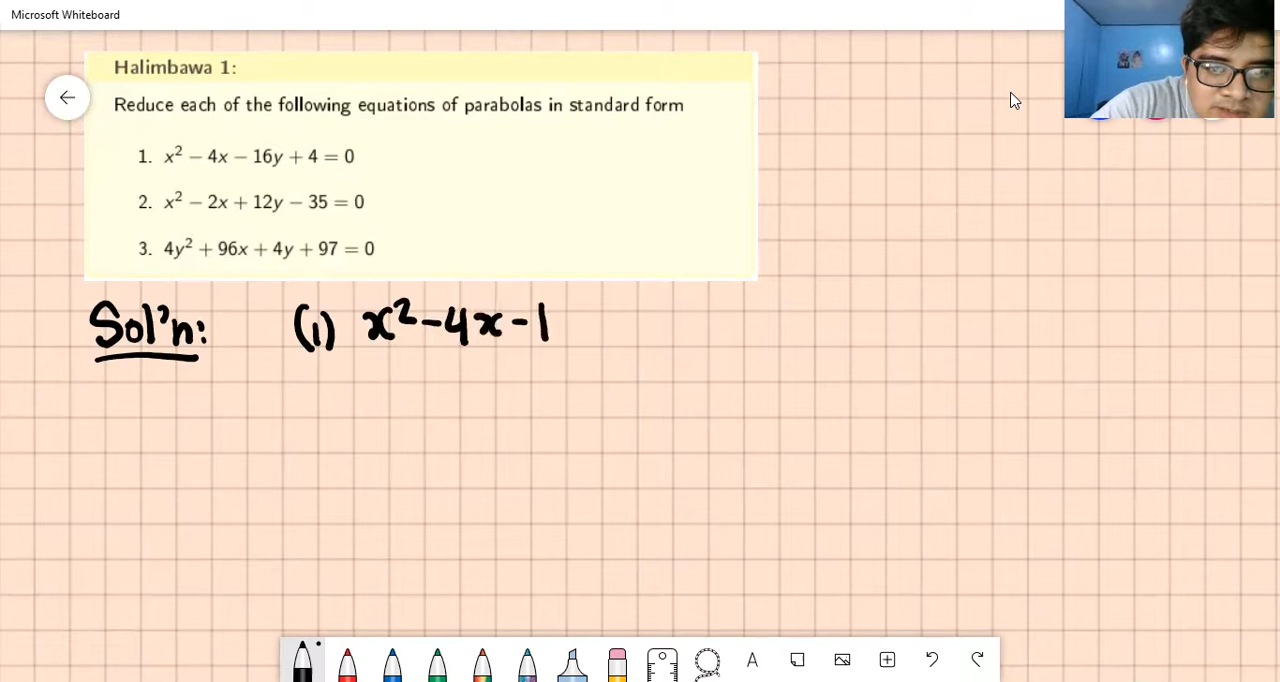 Microsoft Whiteboard
Halimbawa 1:
Reduce each of the following equations of parabolas in standard form
1. x² − 4x − 16y + 4 = 0
2. x² − 2x + 12y − 35 = 0
3. 4y² + 96x + 4y + 97 = 0
Sol'n: (1) x² - 4x - 1
A